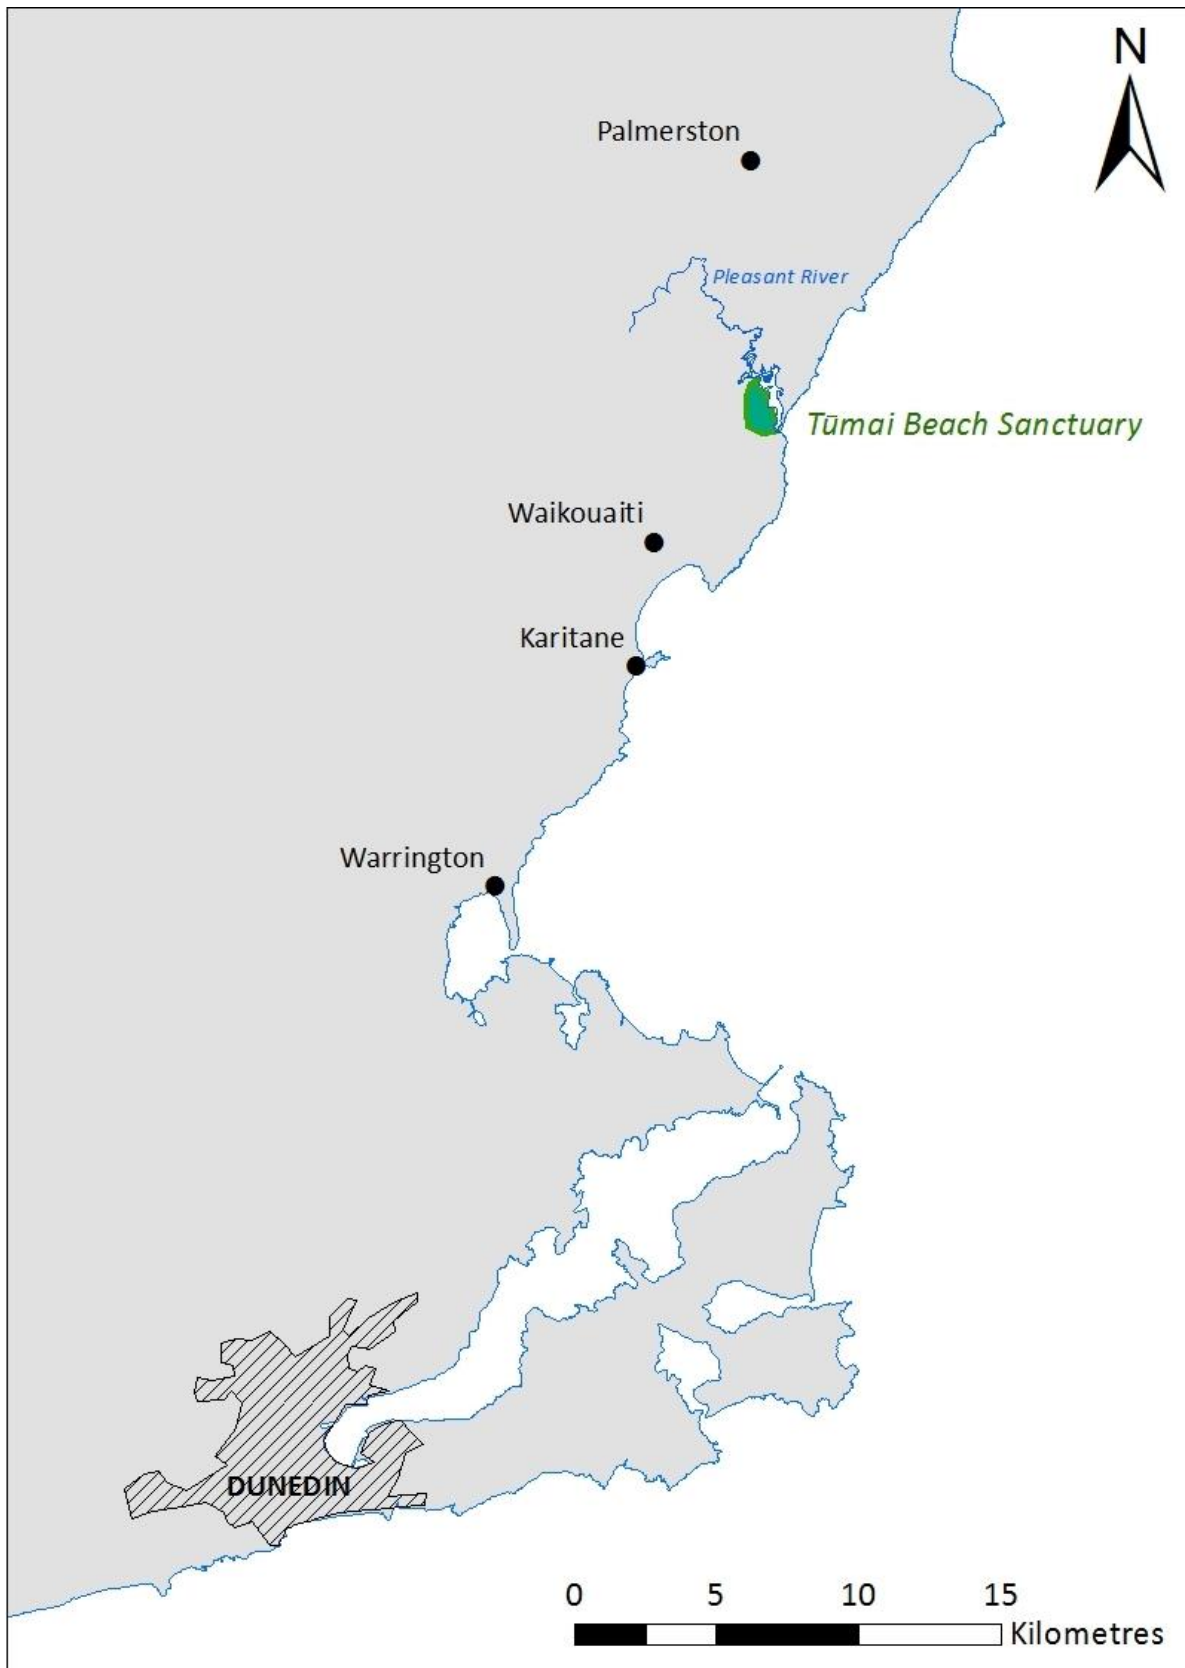 N
Palmerston
Pleasant River
Tūmai Beach Sanctuary
Waikouaiti
Karitane
Warrington
DUNEDIN
0 5 10 15
Kilometres